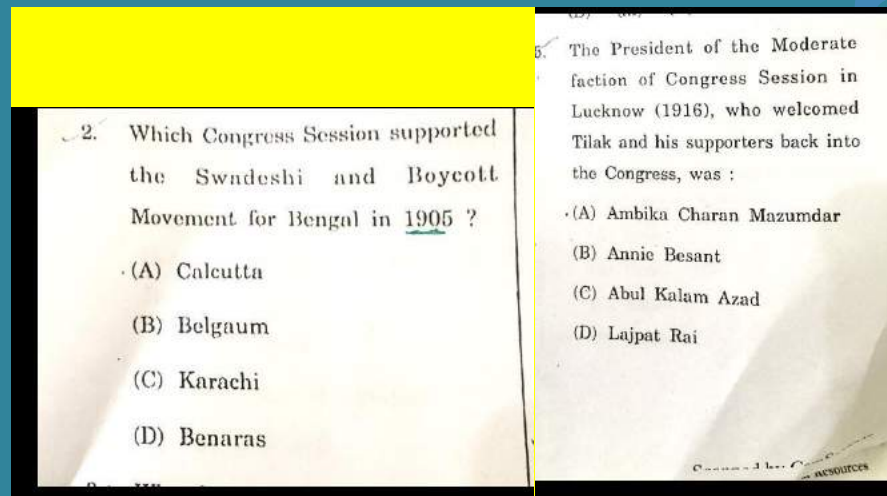 2. Which Congress Session supported
the Swadeshi and Boycott
Movement for Bengal in 1905 ?
(A) Calcutta
(B) Belgaum
(C) Karachi
(D) Benaras
The President of the Moderate
faction of Congress Session in
Lucknow (1916), who welcomed
Tilak and his supporters back into
the Congress, was :
(A) Ambika Charan Mazumdar
(B) Annie Besant
(C) Abul Kalam Azad
(D) Lajpat Rai